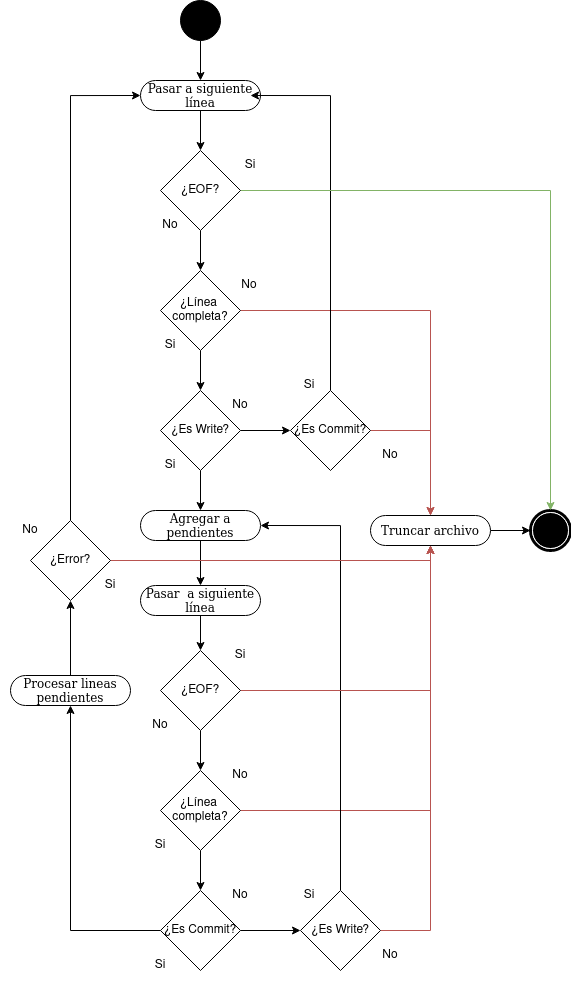 Pasar a siguiente
línea
Si
¿EOF?
No
No
¿Línea
completa?
Si
Si
No
¿Es Write?
¿Es Commit?
No
Si
Agregar a
pendientes
Truncar archivo
No
¿Error?
Si
Pasar  a siguiente
línea
Si
Procesar lineas
pendientes
¿EOF?
No
No
¿Línea
completa?
Si
No
Si
¿Es Commit?
¿Es Write?
No
Si